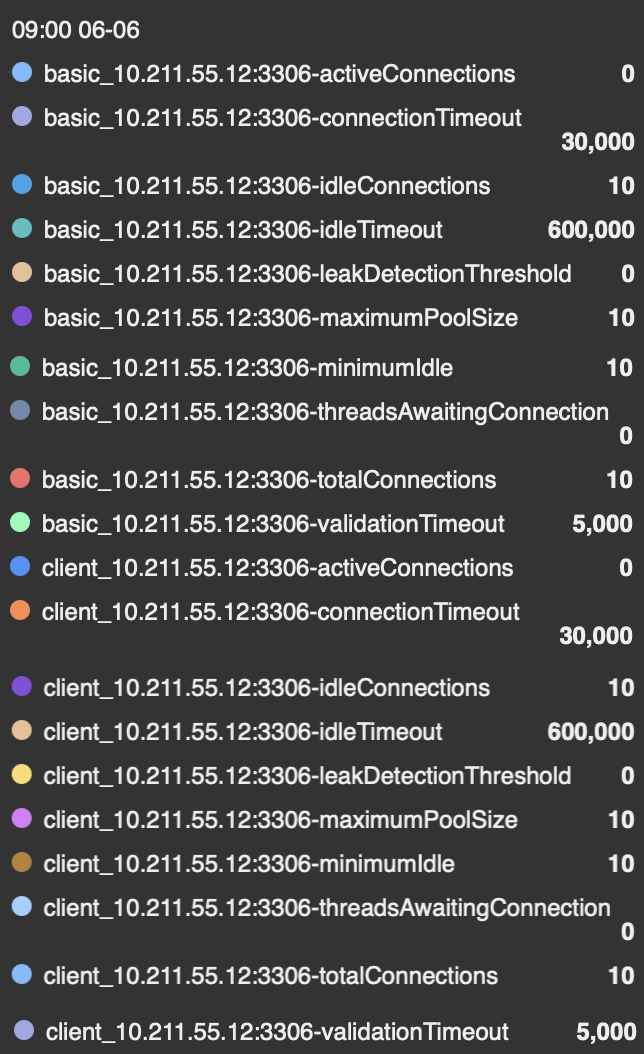 09:00 06-06
basic_10.211.55.12:3306-activeConnections 0
basic_10.211.55.12:3306-connectionTimeout
30,000
basic_10.211.55.12:3306-idleConnections 10
basic_10.211.55.12:3306-idleTimeout 600,000
basic_10.211.55.12:3306-leakDetectionThreshold 0
basic_10.211.55.12:3306-maximumPoolSize 10
basic_10.211.55.12:3306-minimumIdle 10
basic_10.211.55.12:3306-threadsAwaitingConnection
0
basic_10.211.55.12:3306-totalConnections 10
basic_10.211.55.12:3306-validationTimeout 5,000
client_10.211.55.12:3306-activeConnections 0
client_10.211.55.12:3306-connectionTimeout
30,000
client_10.211.55.12:3306-idleConnections 10
client_10.211.55.12:3306-idleTimeout 600,000
client_10.211.55.12:3306-leakDetectionThreshold 0
client_10.211.55.12:3306-maximumPoolSize 10
client_10.211.55.12:3306-minimumIdle 10
client_10.211.55.12:3306-threadsAwaitingConnection
0
client_10.211.55.12:3306-totalConnections 10
client_10.211.55.12:3306-validationTimeout 5,000